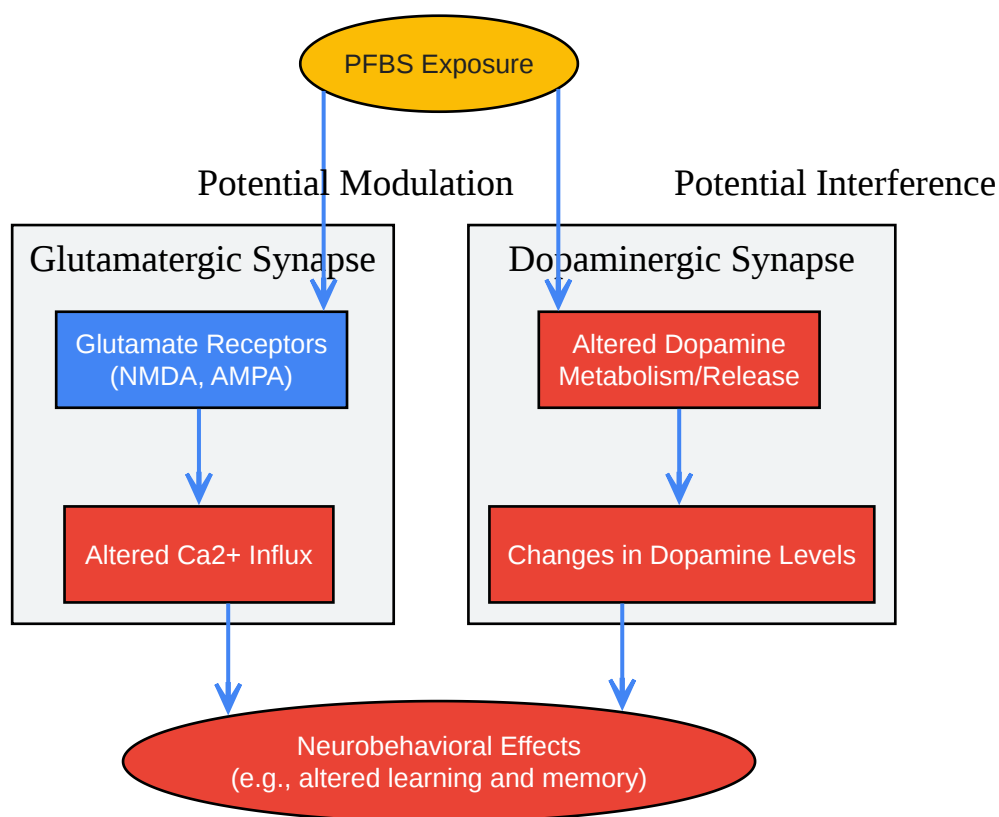 PFBS Exposure
Potential Modulation
Potential Interference
Glutamatergic Synapse
Dopaminergic Synapse
Glutamate Receptors
(NMDA, AMPA)
Altered Dopamine
Metabolism/Release
Altered Ca2+ Influx
Changes in Dopamine Levels
Neurobehavioral Effects
(e.g., altered learning and memory)